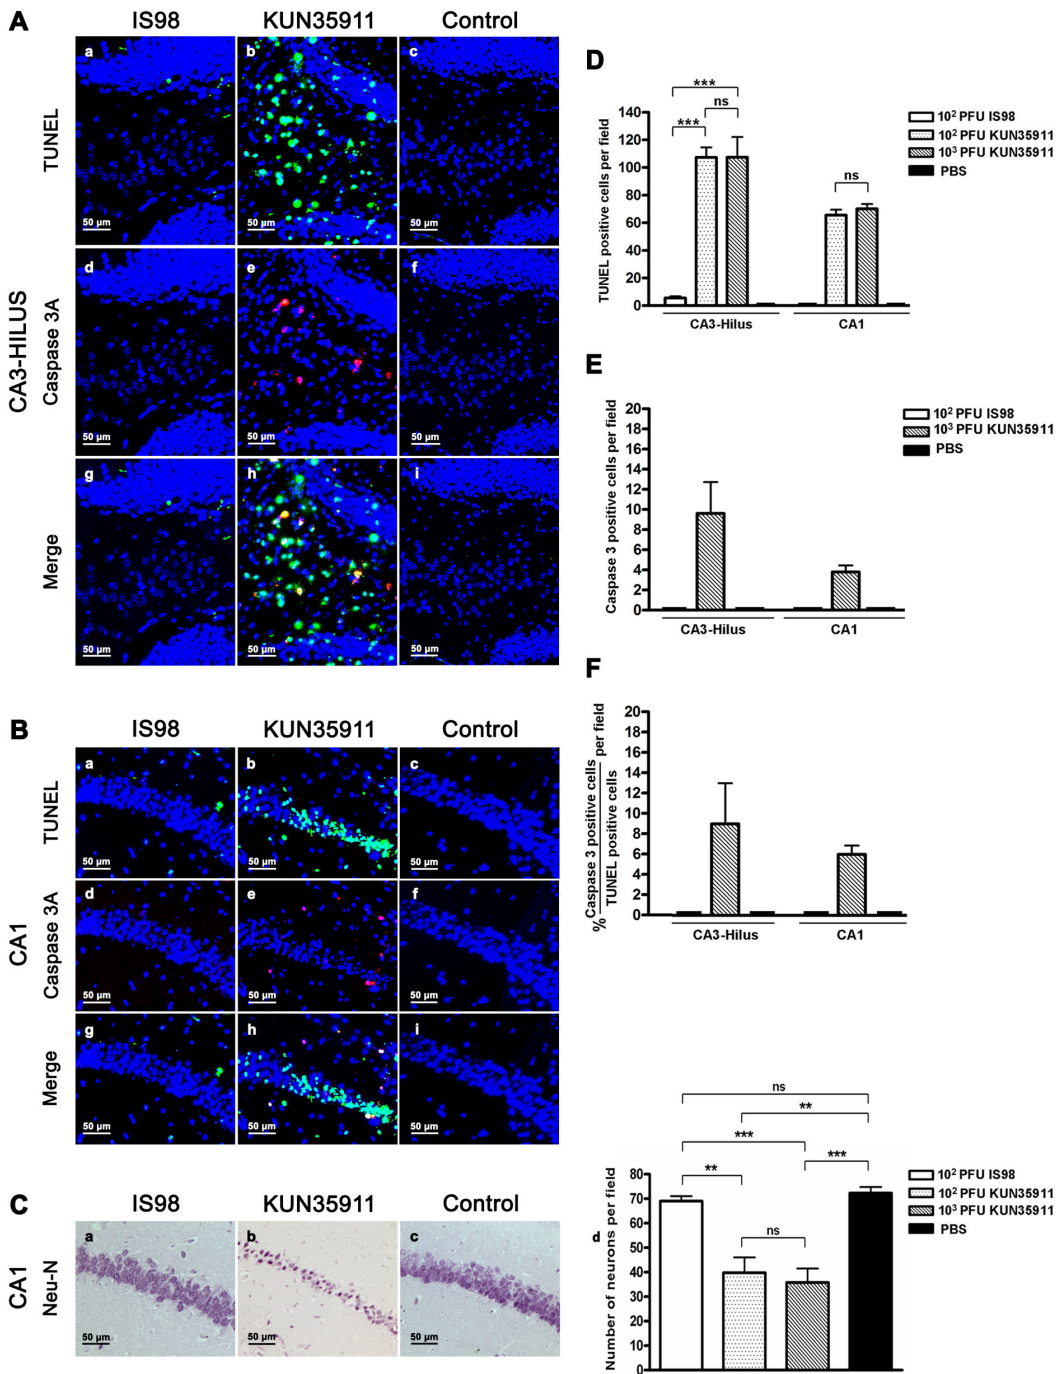 A
IS98 KUN35911 Control
CA3-HILUS
TUNEL
a b c
50 µm 50 µm 50 µm
Caspase 3A
d e f
50 µm 50 µm 50 µm
Merge
g h i
50 µm 50 µm 50 µm
B
IS98 KUN35911 Control
CA1
TUNEL
a b c
50 µm 50 µm 50 µm
Caspase 3A
d e f
50 µm 50 µm 50 µm
Merge
g h i
50 µm 50 µm 50 µm
C
IS98 KUN35911 Control
CA1
Neu-N
a b c
50 µm 50 µm 50 µm
D
TUNEL positive cells per field
140
120
100
80
60
40
20
0
***
ns
***
ns
CA3-Hilus CA1
10² PFU IS98
10² PFU KUN35911
10³ PFU KUN35911
PBS
E
Caspase 3 positive cells per field
20
18
16
14
12
10
8
6
4
2
0
CA3-Hilus CA1
10² PFU IS98
10³ PFU KUN35911
PBS
F
% Caspase 3 positive cells per field
TUNEL positive cells
20
18
16
14
12
10
8
6
4
2
0
CA3-Hilus CA1
d
Number of neurons per field
80
70
60
50
40
30
20
10
0
ns
**
***
** ***
ns
10² PFU IS98
10² PFU KUN35911
10³ PFU KUN35911
PBS